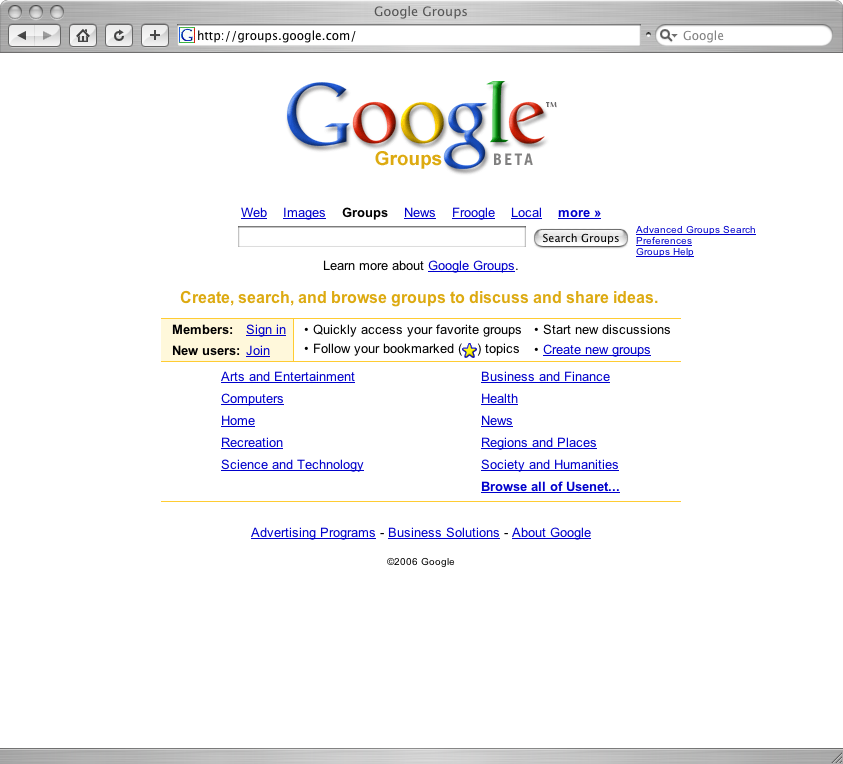 Google Groups
http://groups.google.com/
Google
Google™
Groups BETA
Web Images Groups News Froogle Local more »
Search Groups
Advanced Groups Search
Preferences
Groups Help
Learn more about Google Groups.
Create, search, and browse groups to discuss and share ideas.
Members: Sign in • Quickly access your favorite groups • Start new discussions
New users: Join • Follow your bookmarked ( ) topics • Create new groups
Arts and Entertainment Business and Finance
Computers Health
Home News
Recreation Regions and Places
Science and Technology Society and Humanities
Browse all of Usenet...
Advertising Programs - Business Solutions - About Google
©2006 Google